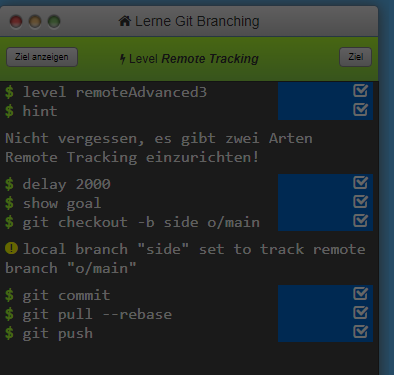 Lerne Git Branching
Ziel anzeigen
Level Remote Tracking
Ziel
$ level remoteAdvanced3
$ hint
Nicht vergessen, es gibt zwei Arten
Remote Tracking einzurichten!
$ delay 2000
$ show goal
$ git checkout -b side o/main
local branch "side" set to track remote
branch "o/main"
$ git commit
$ git pull --rebase
$ git push